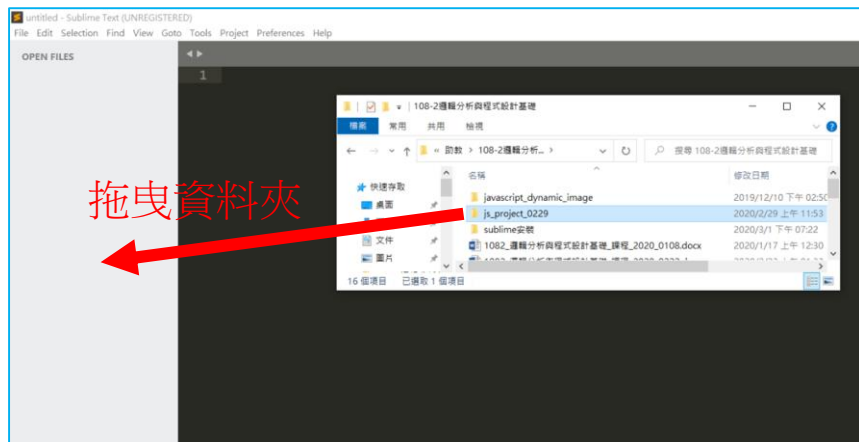 untitled - Sublime Text (UNREGISTERED)
File Edit Selection Find View Goto Tools Project Preferences Help
OPEN FILES
1
108-2邏輯分析與程式設計基礎
檔案 常用 共用 檢視
« 助教 > 108-2邏輯分析... >
搜尋 108-2邏輯分析與程式設計基礎
名稱 修改日期
快速存取
桌面
文件
圖片
javascript_dynamic_image 2019/12/10 下午 02:50
js_project_0229 2020/2/29 上午 11:53
sublime安裝 2020/3/1 下午 07:22
1082_邏輯分析與程式設計基礎_課程_2020_0108.docx 2020/1/17 上午 12:30
16 個項目 已選取 1 個項目
拖曳資料夾